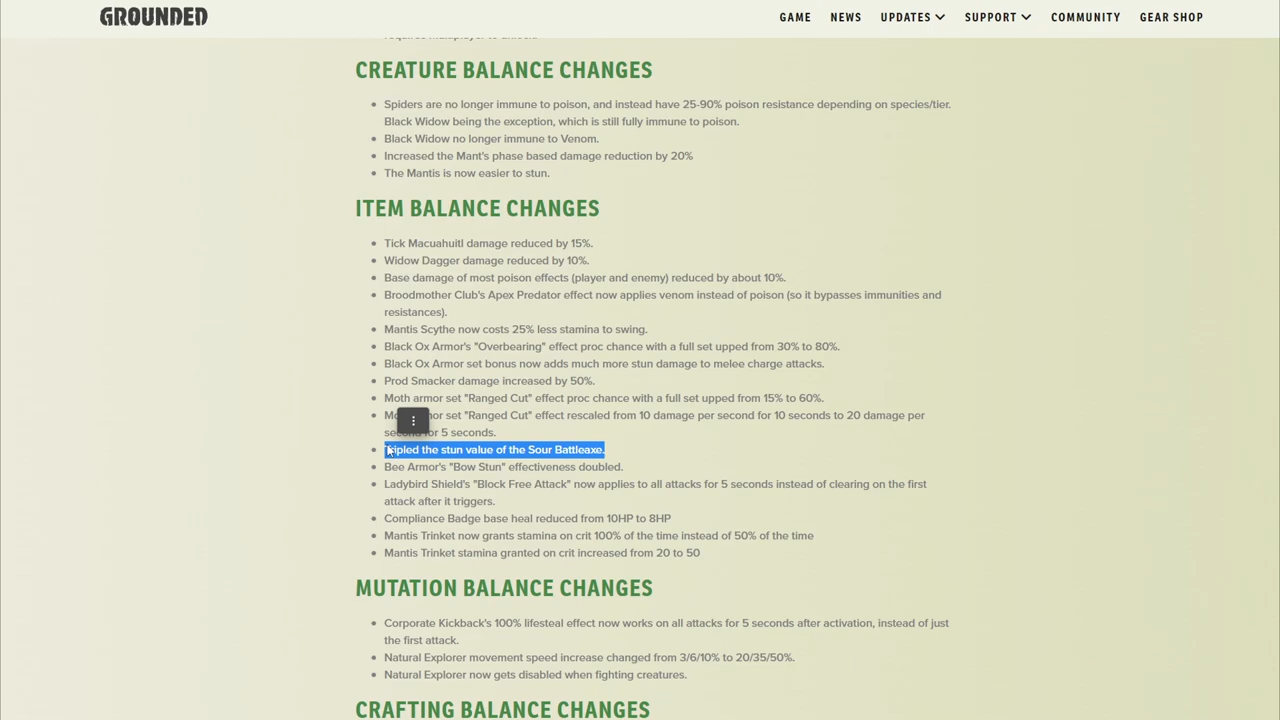 GROUNDED
GAME NEWS UPDATES SUPPORT COMMUNITY GEAR SHOP
CREATURE BALANCE CHANGES
Spiders are no longer immune to poison, and instead have 25-90% poison resistance depending on species/tier.
Black Widow being the exception, which is still fully immune to poison.
Black Widow no longer immune to Venom.
Increased the Mant's phase based damage reduction by 20%
The Mantis is now easier to stun.
ITEM BALANCE CHANGES
Tick Macuahuitl damage reduced by 15%.
Widow Dagger damage reduced by 10%.
Base damage of most poison effects (player and enemy) reduced by about 10%.
Broodmother Club's Apex Predator effect now applies venom instead of poison (so it bypasses immunities and
resistances).
Mantis Scythe now costs 25% less stamina to swing.
Black Ox Armor's "Overbearing" effect proc chance with a full set upped from 30% to 80%.
Black Ox Armor set bonus now adds much more stun damage to melee charge attacks.
Prod Smacker damage increased by 50%.
Moth armor set "Ranged Cut" effect proc chance with a full set upped from 15% to 60%.
set "Ranged Cut" effect rescaled from 10 damage per second for 10 seconds to 20 damage per
for 5 seconds.
Tripled the stun value of the Sour Battleaxe.
Bee Armor's "Bow Stun" effectiveness doubled.
Ladybird Shield's "Block Free Attack" now applies to all attacks for 5 seconds instead of clearing on the first
attack after it triggers.
Compliance Badge base heal reduced from 10HP to 8HP
Mantis Trinket now grants stamina on crit 100% of the time instead of 50% of the time
Mantis Trinket stamina granted on crit increased from 20 to 50
MUTATION BALANCE CHANGES
Corporate Kickback's 100% lifesteal effect now works on all attacks for 5 seconds after activation, instead of just
the first attack.
Natural Explorer movement speed increase changed from 3/6/10% to 20/35/50%.
Natural Explorer now gets disabled when fighting creatures.
CRAFTING BALANCE CHANGES